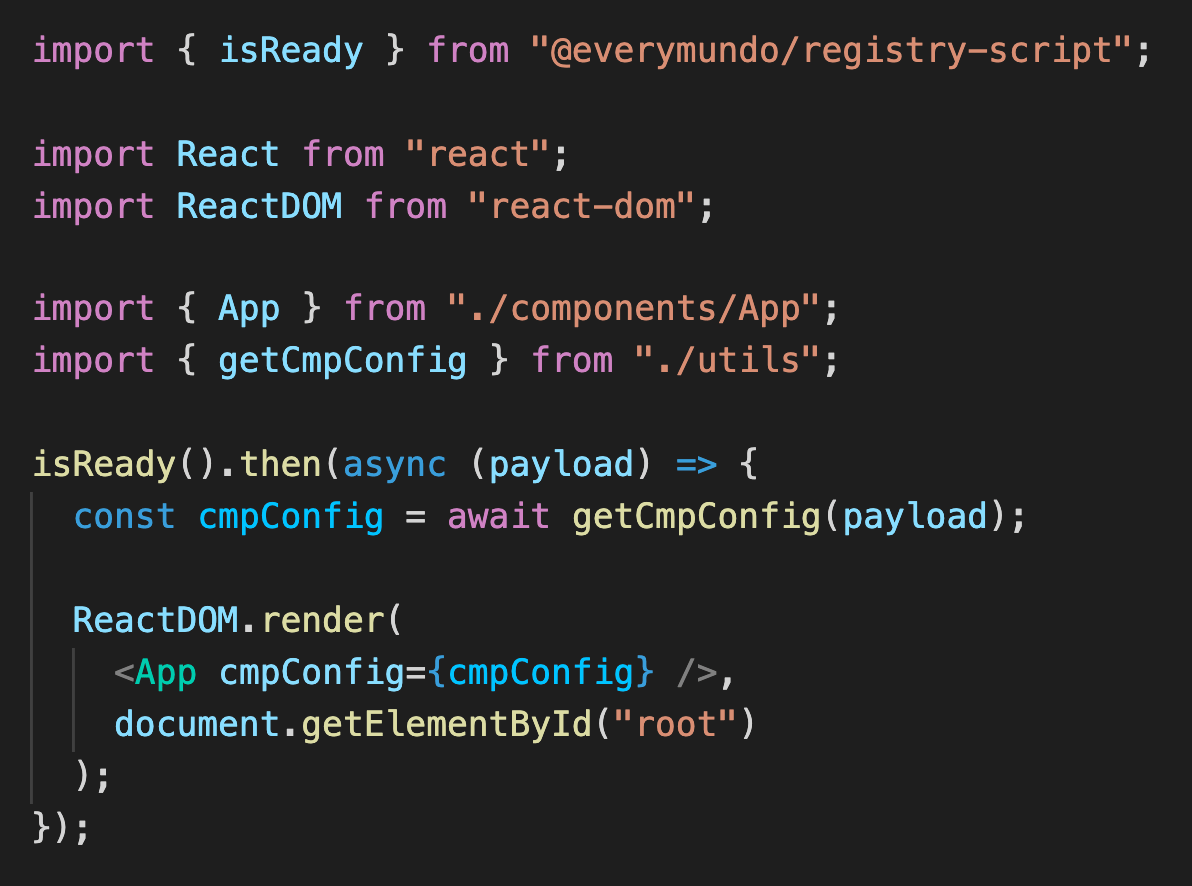 import { isReady } from "@everymundo/registry-script";
import React from "react";
import ReactDOM from "react-dom";
import { App } from "./components/App";
import { getCmpConfig } from "./utils";
isReady().then(async (payload) => {
const cmpConfig = await getCmpConfig(payload);
ReactDOM.render(
<App cmpConfig={cmpConfig} />,
document.getElementById("root")
);
});